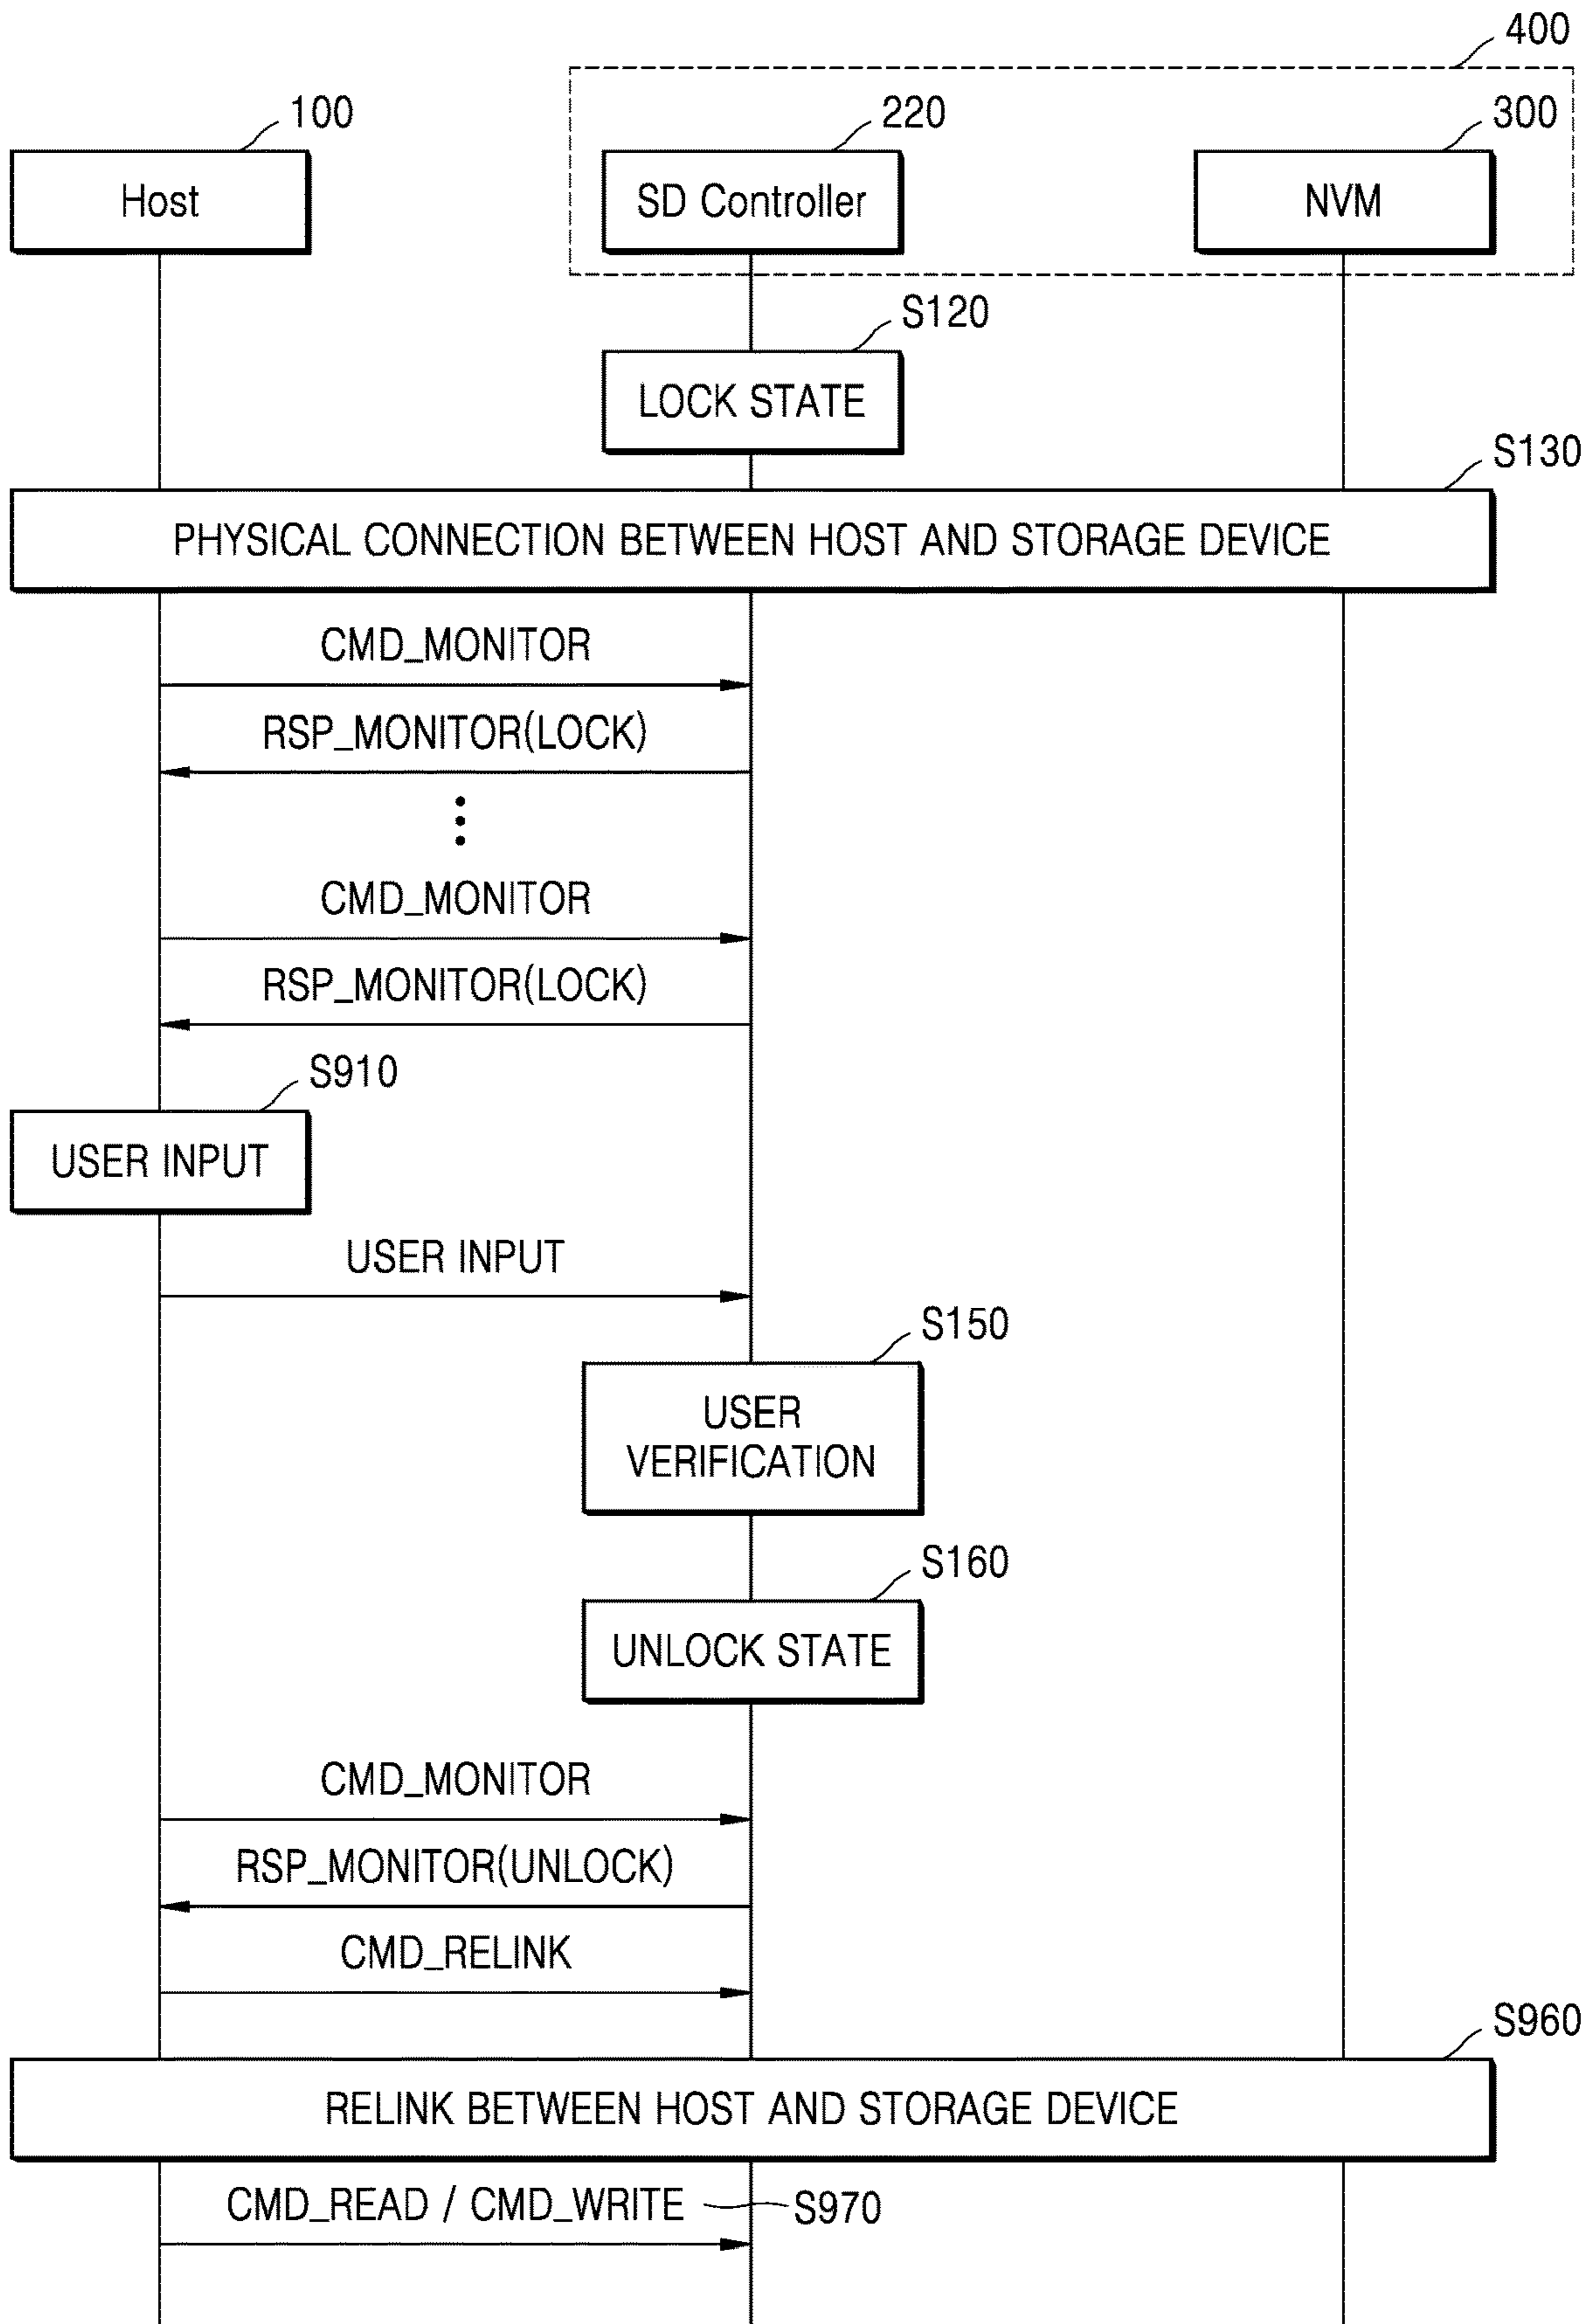 400
100
220
300
Host
SD Controller
NVM
S120
LOCK STATE
S130
PHYSICAL CONNECTION BETWEEN HOST AND STORAGE DEVICE
CMD_MONITOR
RSP_MONITOR(LOCK)
CMD_MONITOR
RSP_MONITOR(LOCK)
S910
USER INPUT
USER INPUT
S150
USER
VERIFICATION
S160
UNLOCK STATE
CMD_MONITOR
RSP_MONITOR(UNLOCK)
CMD_RELINK
S960
RELINK BETWEEN HOST AND STORAGE DEVICE
CMD_READ / CMD_WRITE
S970